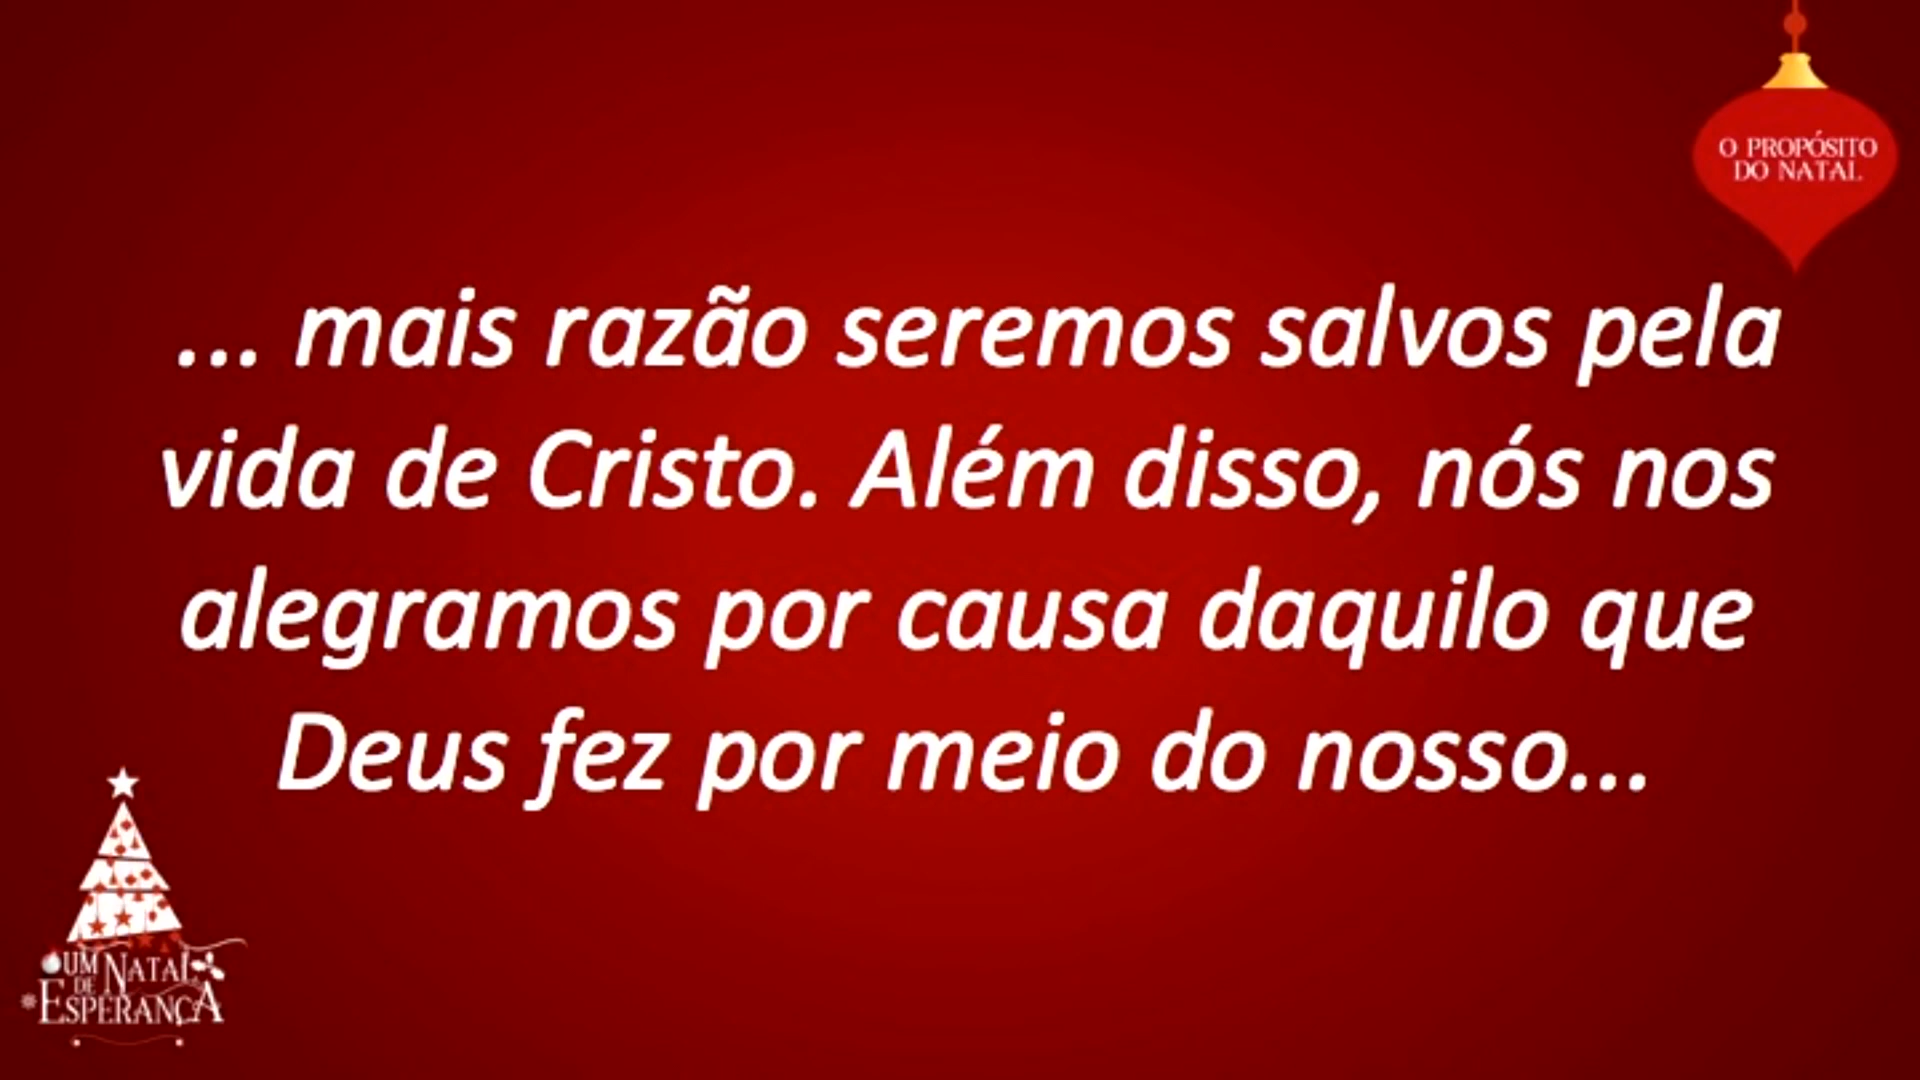 O PROPÓSITO
DO NATAL
... mais razão seremos salvos pela
vida de Cristo. Além disso, nós nos
alegramos por causa daquilo que
Deus fez por meio do nosso...
UM NATAL
DE
ESPERANÇA